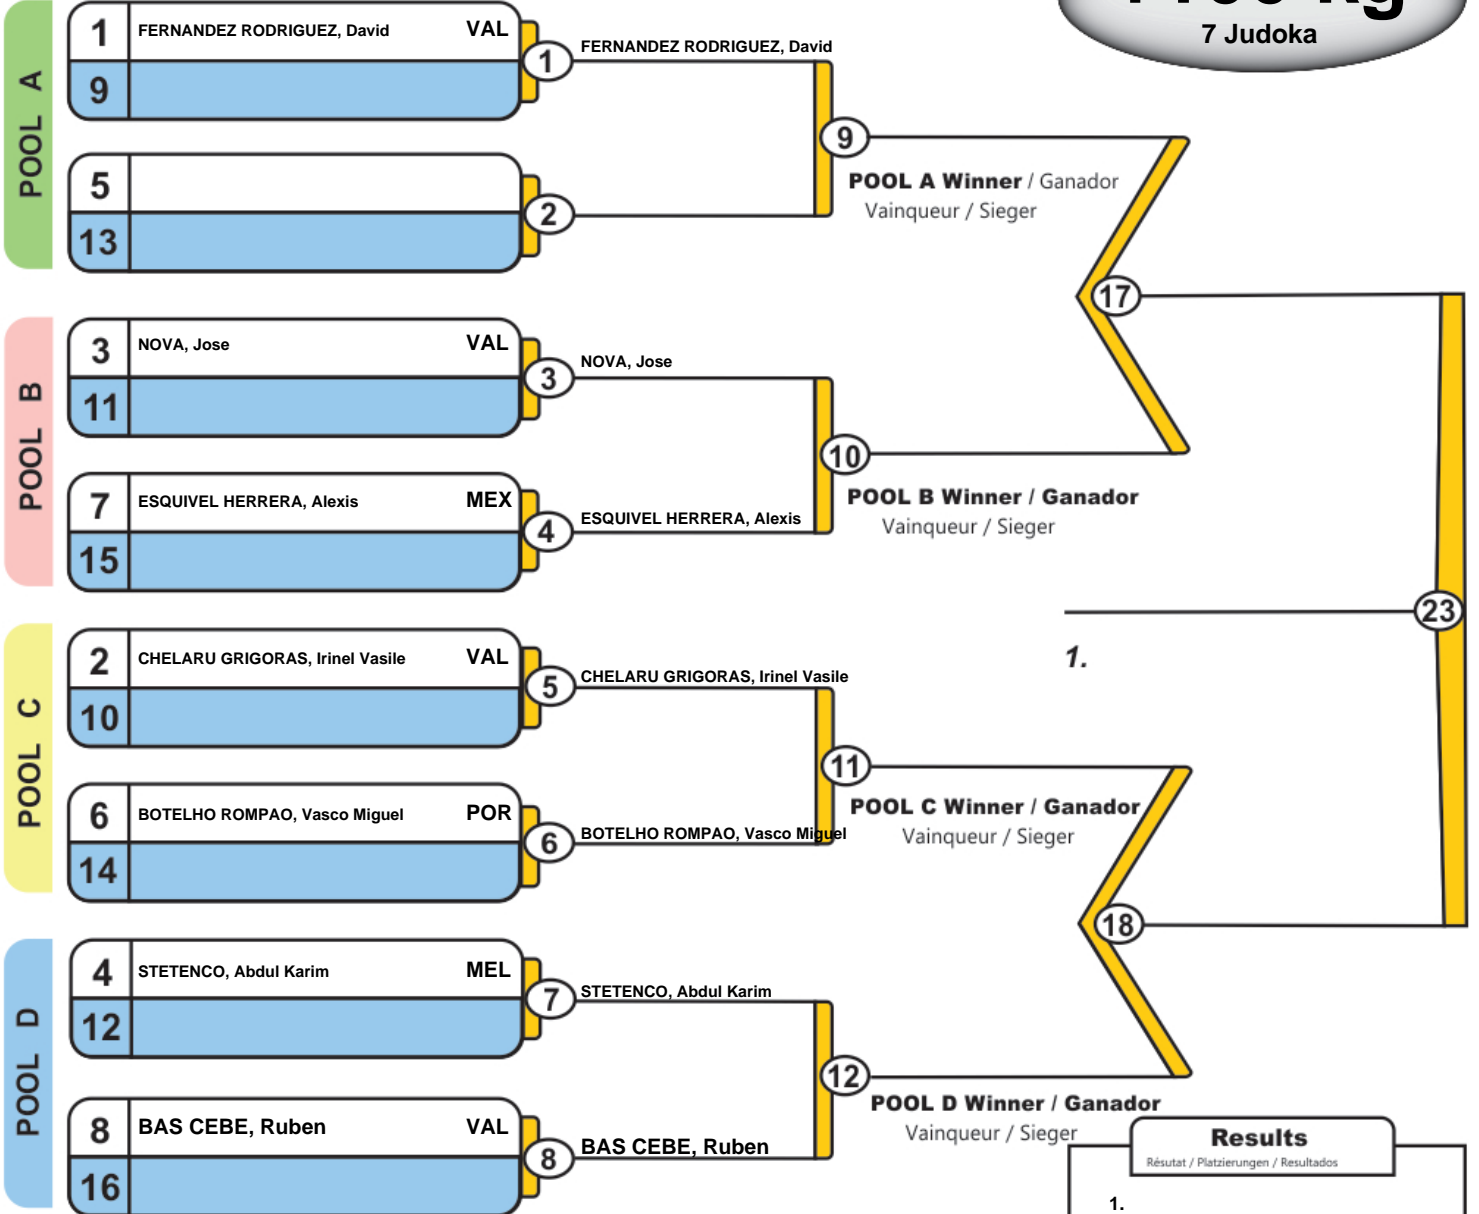 7 Judoka
POOL A
1 FERNANDEZ RODRIGUEZ, David VAL
9
1
FERNANDEZ RODRIGUEZ, David
5
13
2
9
POOL A Winner / Ganador
Vainqueur / Sieger
17
POOL B
3 NOVA, Jose VAL
11
3
NOVA, Jose
7 ESQUIVEL HERRERA, Alexis MEX
15
4
ESQUIVEL HERRERA, Alexis
10
POOL B Winner / Ganador
Vainqueur / Sieger
23
1.
POOL C
2 CHELARU GRIGORAS, Irinel Vasile VAL
10
5
CHELARU GRIGORAS, Irinel Vasile
6 BOTELHO ROMPAO, Vasco Miguel POR
14
6
BOTELHO ROMPAO, Vasco Miguel
11
POOL C Winner / Ganador
Vainqueur / Sieger
18
POOL D
4 STETENCO, Abdul Karim MEL
12
7
STETENCO, Abdul Karim
8 BAS CEBE, Ruben VAL
16
8
BAS CEBE, Ruben
12
POOL D Winner / Ganador
Vainqueur / Sieger
Results
Résutat / Platzierungen / Resultados
1.